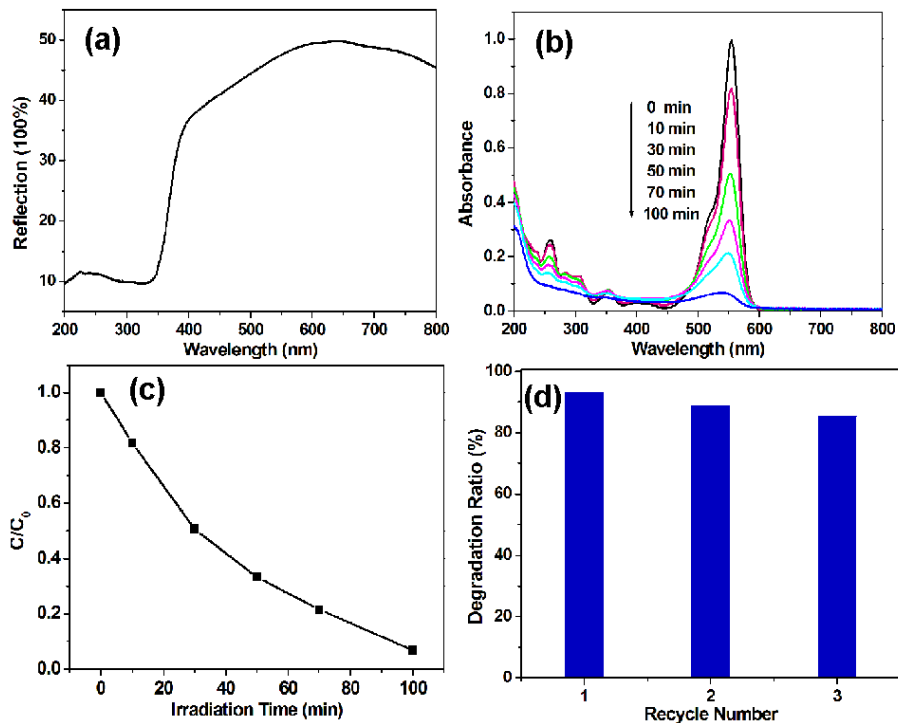 (a)
Reflection (100%)
50
40
30
20
10
200 300 400 500 600 700 800
Wavelength (nm)
(b)
Absorbance
1.0
0.8
0.6
0.4
0.2
0.0
0 min
10 min
30 min
50 min
70 min
100 min
200 300 400 500 600 700 800
Wavelength (nm)
(c)
C/C0
1.0
0.8
0.6
0.4
0.2
0.0
0 20 40 60 80 100
Irradiation Time (min)
(d)
Degradation Ratio (%)
100
80
60
40
20
0
1 2 3
Recycle Number